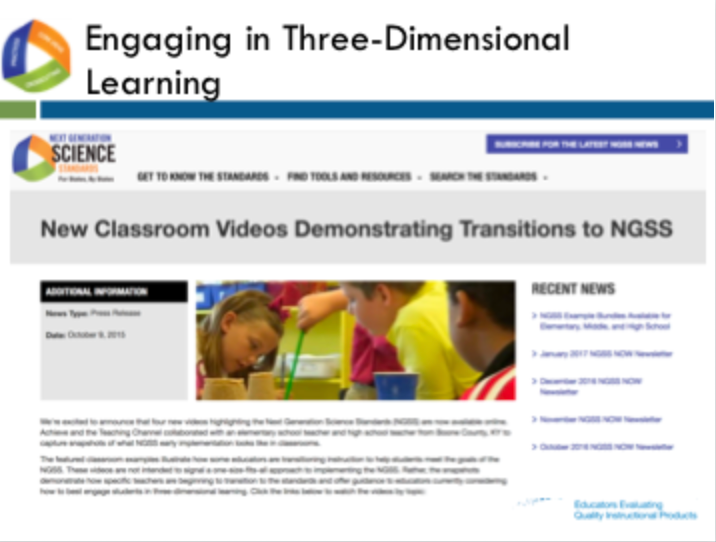 Engaging in Three-Dimensional
Learning
NEXT GENERATION
SCIENCE
STANDARDS
For States, By States
SUBSCRIBE FOR THE LATEST NGSS NEWS
GET TO KNOW THE STANDARDS
FIND TOOLS AND RESOURCES
SEARCH THE STANDARDS
New Classroom Videos Demonstrating Transitions to NGSS
ADDITIONAL INFORMATION
News Type: Press Release
Date: October 9, 2015
RECENT NEWS
NGSS Example Bundles Available for
Elementary, Middle, and High School
January 2017 NGSS NOW Newsletter
December 2016 NGSS NOW
Newsletter
November NGSS NOW Newsletter
October 2016 NGSS NOW Newsletter
We're excited to announce that four new videos highlighting the Next Generation Science Standards (NGSS) are now available online.
Achieve and the Teaching Channel collaborated with an elementary school teacher and high school teacher from Boone County, KY to
capture snapshots of what NGSS early implementation looks like in classrooms.
The featured classroom examples illustrate how some educators are transitioning instruction to help students meet the goals of the
NGSS. These videos are not intended to signal a one-size-fits-all approach to implementing the NGSS. Rather, the snapshots
demonstrate how specific teachers are beginning to transition to the standards and offer guidance to educators currently considering
how to best engage students in three-dimensional learning. Click the links below to watch the videos by topic:
Educators Evaluating
Quality Instructional Products